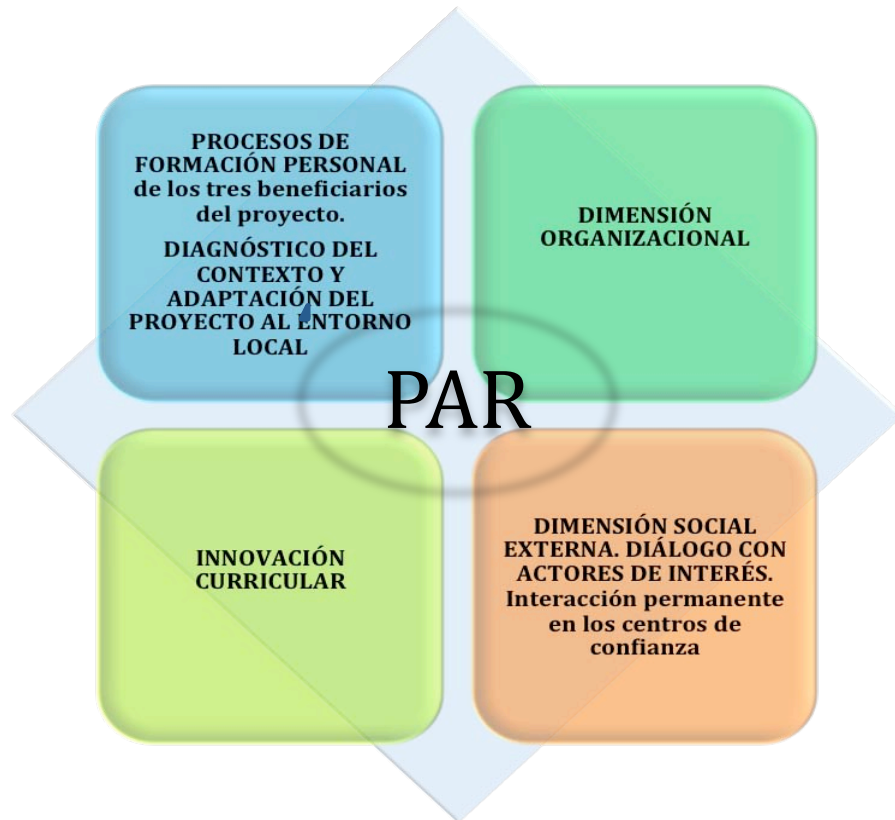 PROCESOS DE
FORMACIÓN PERSONAL
de los tres beneficiarios
del proyecto.
DIAGNÓSTICO DEL
CONTEXTO Y
ADAPTACIÓN DEL
PROYECTO AL ENTORNO
LOCAL
DIMENSIÓN
ORGANIZACIONAL
PAR
INNOVACIÓN
CURRICULAR
DIMENSIÓN SOCIAL
EXTERNA. DIÁLOGO CON
ACTORES DE INTERÉS.
Interacción permanente
en los centros de
confianza